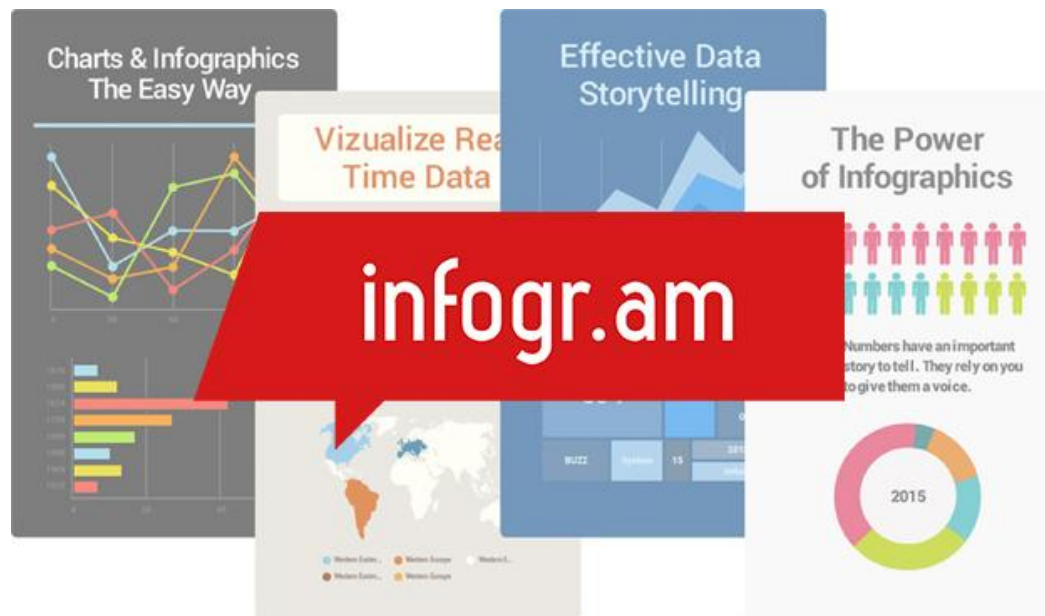 Charts & Infographics
The Easy Way
Vizualize Rea
Time Data
Effective Data
Storytelling
The Power
of Infographics
infogr.am
Numbers have an important
story to tell. They rely on you
to give them a voice.
BUZZ
15
2015